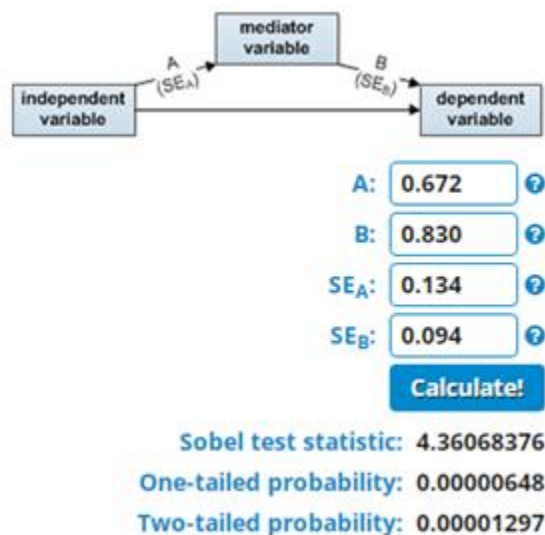 mediator
variable
A
(SEA)
B
(SEB)
independent
variable
dependent
variable
A: 0.672 ?
B: 0.830 ?
SEA: 0.134 ?
SEB: 0.094 ?
Calculate!
Sobel test statistic: 4.36068376
One-tailed probability: 0.00000648
Two-tailed probability: 0.00001297